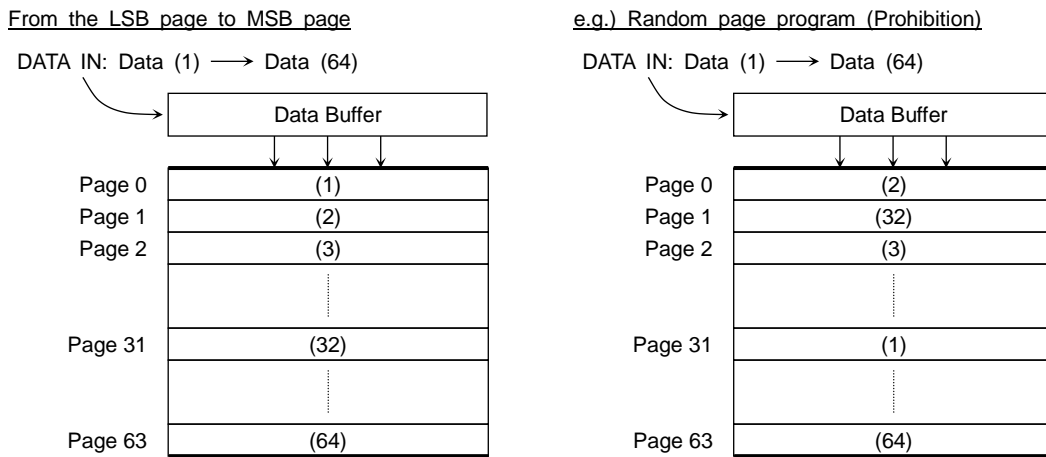 From the LSB page to MSB page
DATA IN: Data (1) → Data (64)
Data Buffer
Page 0 (1)
Page 1 (2)
Page 2 (3)
Page 31 (32)
Page 63 (64)
e.g.) Random page program (Prohibition)
DATA IN: Data (1) → Data (64)
Data Buffer
Page 0 (2)
Page 1 (32)
Page 2 (3)
Page 31 (1)
Page 63 (64)